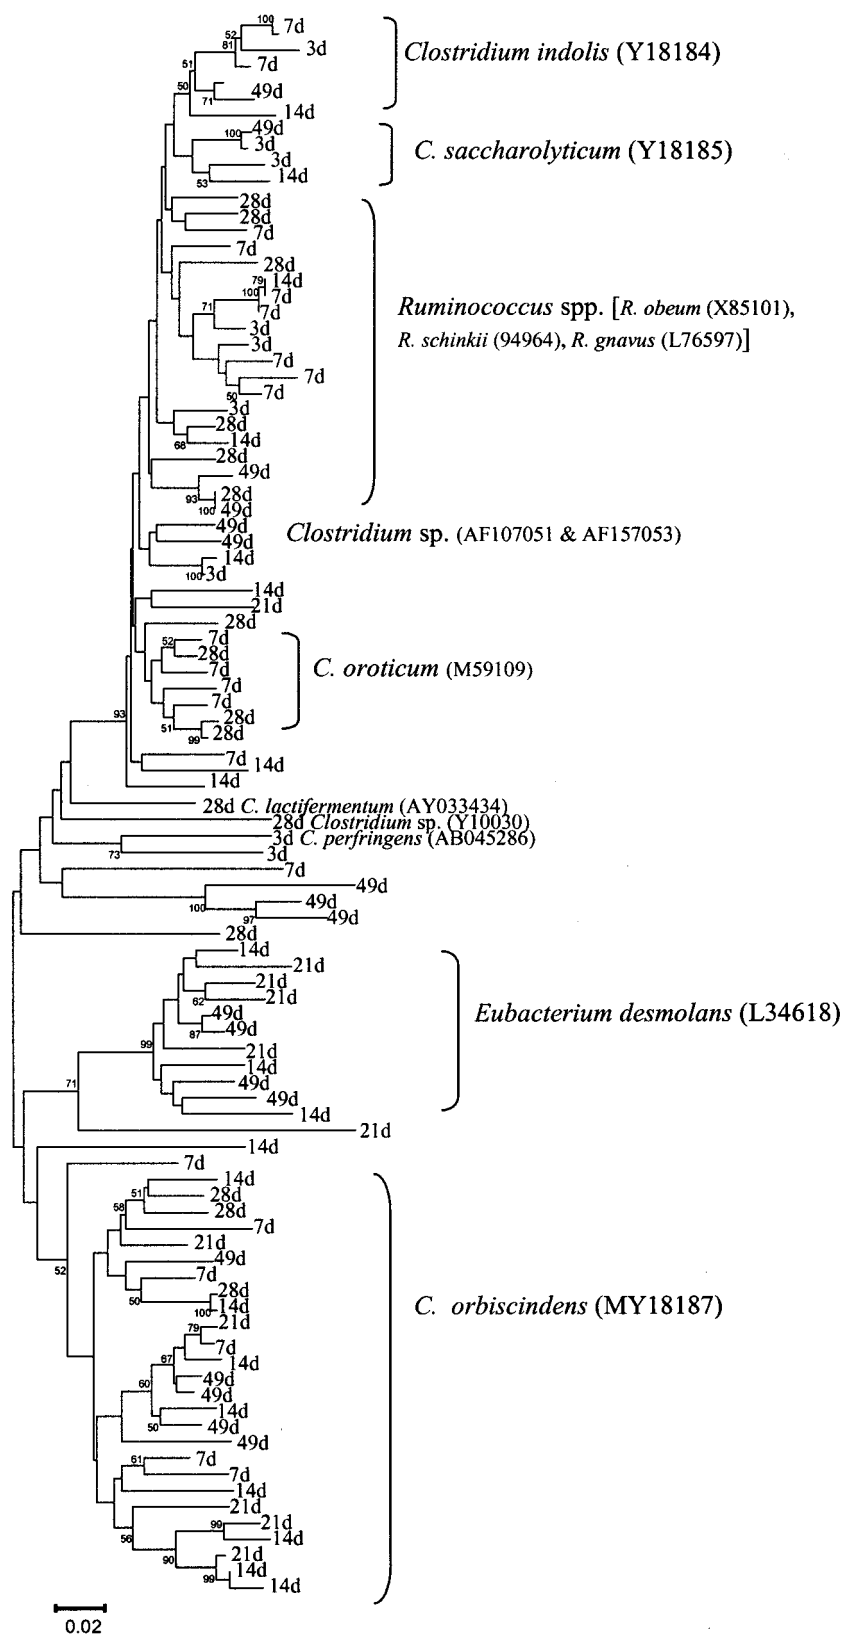 100 7d
52
81 3d
Clostridium indolis (Y18184)
51 7d
50 49d
71
14d
49d
100 3d
C. saccharolyticum (Y18185)
3d
53 14d
28d
28d
7d
7d
28d
79 14d
100 7d
71 7d
Ruminococcus spp. [R. obeum (X85101),
3d
R. schinkii (94964), R. gnavus (L76597)]
3d
7d
7d
50 7d
3d
28d
68 14d
28d
49d
93 28d
100 49d
49d
Clostridium sp. (AF107051 & AF157053)
49d
14d
100 3d
14d
21d
28d
52 7d
28d
7d
C. oroticum (M59109)
7d
7d
28d
51
99 28d
93
7d
14d
14d
28d C. lactifermentum (AY033434)
28d Clostridium sp. (Y10030)
3d C. perfringens (AB045286)
73 3d
7d
49d
100 49d
97 49d
28d
14d
21d
21d
62 21d
49d
Eubacterium desmolans (L34618)
87 49d
99 21d
14d
71 49d
49d
14d
21d
14d
7d
14d
51 28d
58 28d
7d
21d
49d
52 7d
50 28d
100 14d
C. orbiscindens (MY18187)
79 21d
7d
67 14d
60 49d
49d
14d
50 49d
49d
61 7d
7d
14d
21d
99 21d
56 14d
90 21d
99 14d
14d
0.02